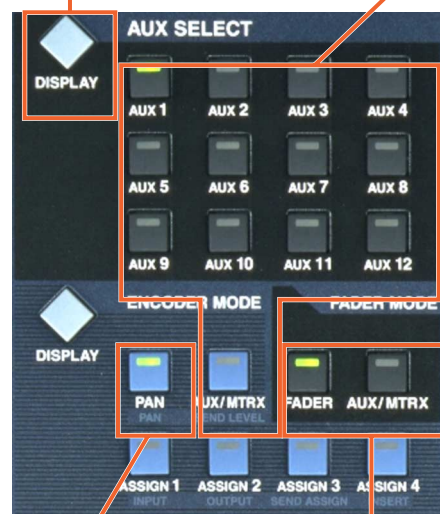 AUX SELECT
DISPLAY
AUX 1 AUX 2 AUX 3 AUX 4
AUX 5 AUX 6 AUX 7 AUX 8
AUX 9 AUX 10 AUX 11 AUX 12
ENCODER MODE FADER MODE
DISPLAY
PAN AUX/MTRX FADER AUX/MTRX
PAN SEND LEVEL
ASSIGN 1 ASSIGN 2 ASSIGN 3 ASSIGN 4
INPUT OUTPUT SEND ASSIGN INSERT